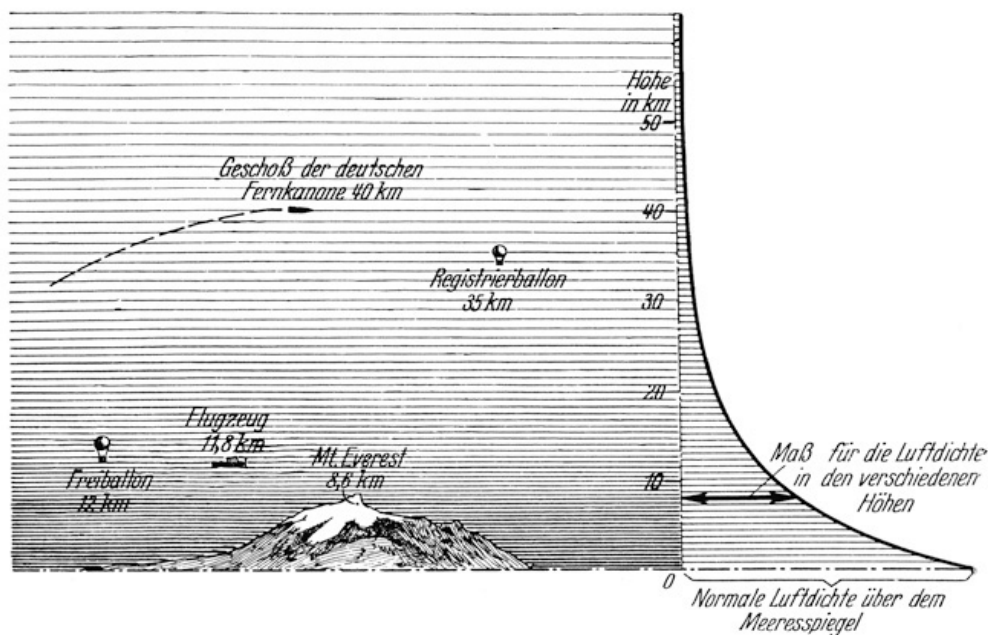 Höhe
in km
50
Geschoß der deutschen
Fernkanone 40 km
40
Registrierballon
35 km
30
20
Flugzeug
11,8 km
Mt. Everest
8,6 km
Freiballon
12 km
10
Maß für die Luftdichte
in den verschiedenen
Höhen
0
Normale Luftdichte über dem
Meeresspiegel